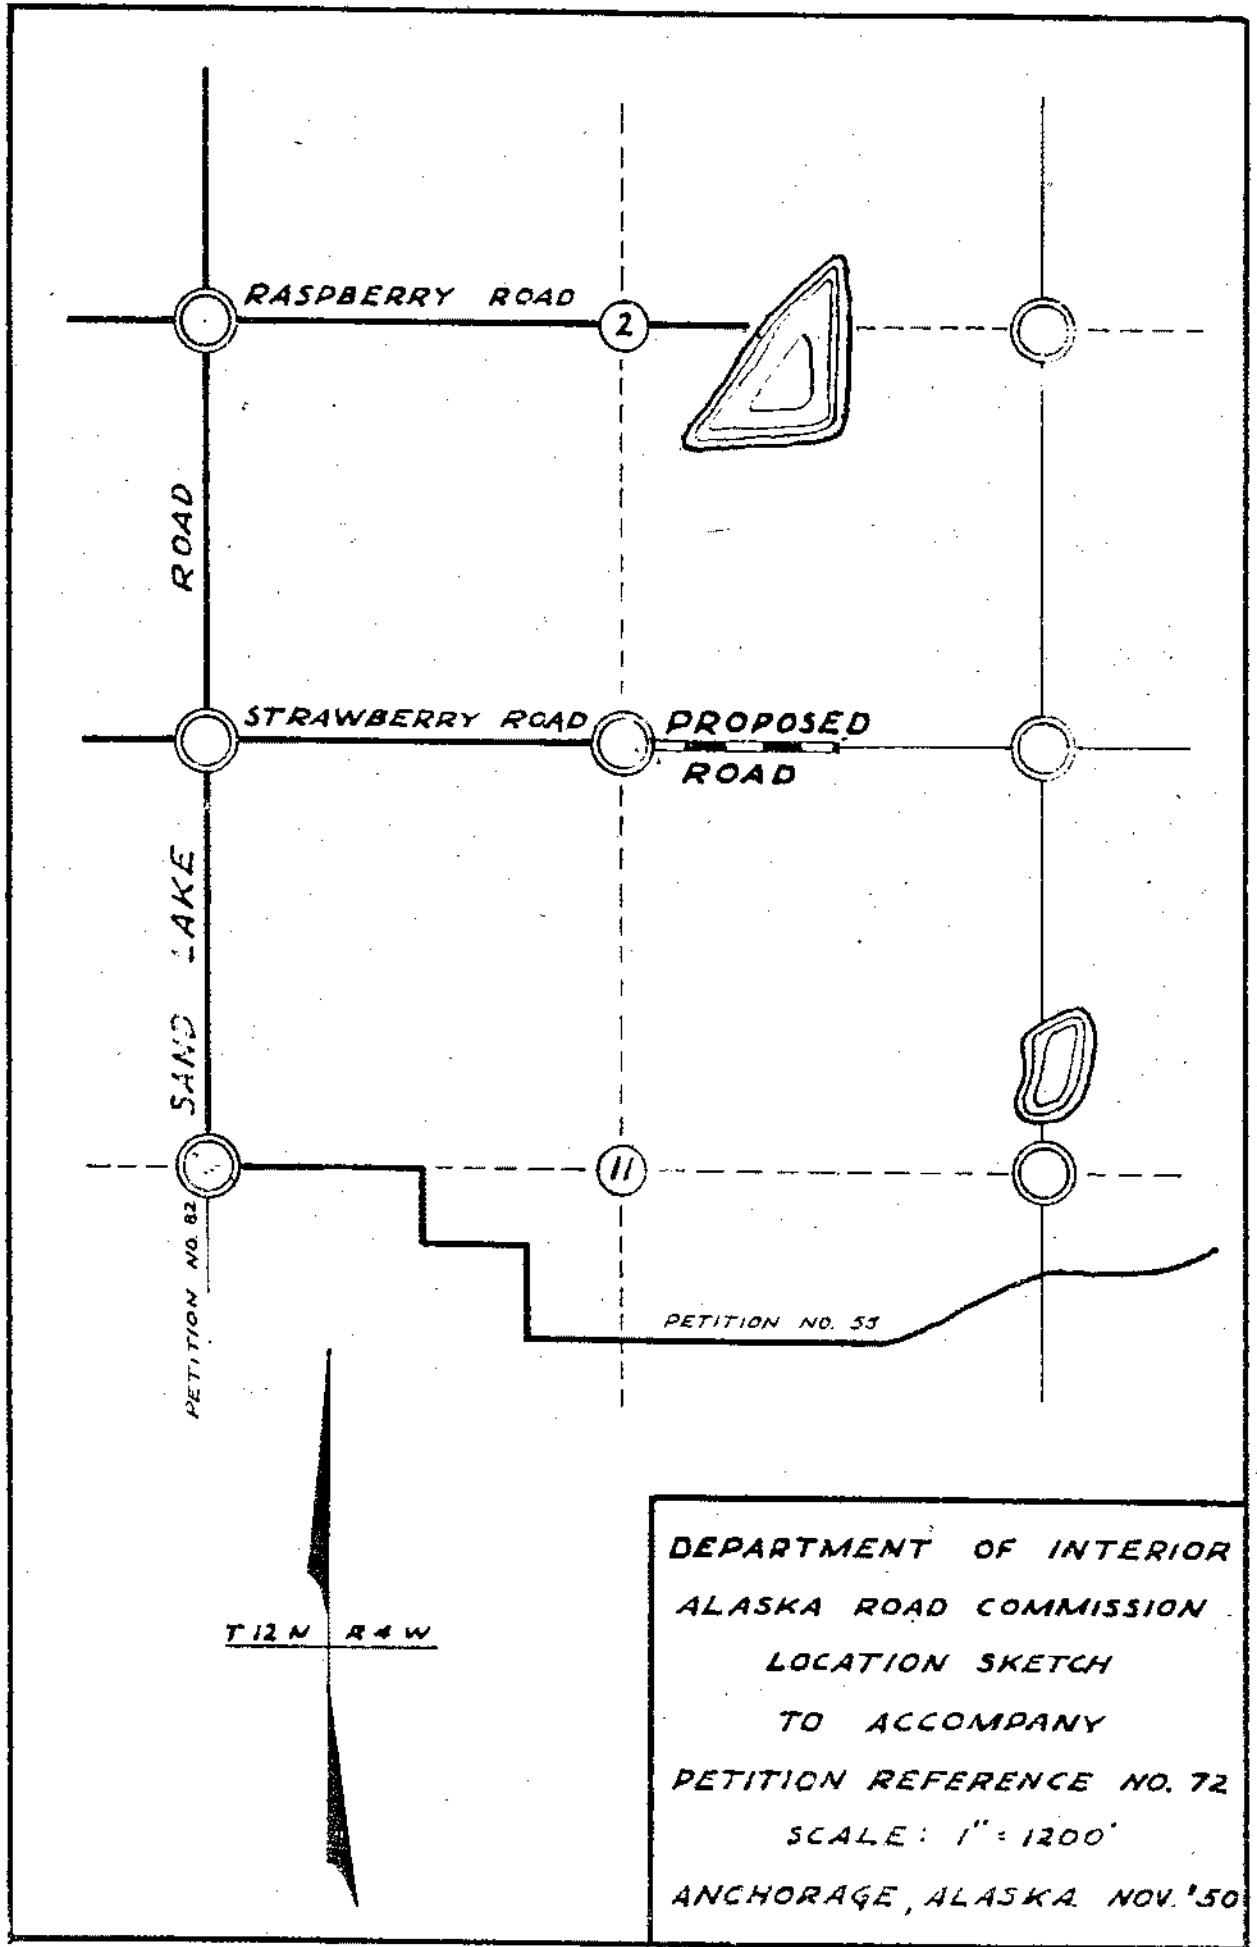 RASPBERRY ROAD
2
SAND LAKE ROAD
STRAWBERRY ROAD
PROPOSED
ROAD
11
PETITION NO. 82
PETITION NO. 55
T 12 N R 4 W
DEPARTMENT OF INTERIOR
ALASKA ROAD COMMISSION
LOCATION SKETCH
TO ACCOMPANY
PETITION REFERENCE NO. 72
SCALE: 1" = 1200'
ANCHORAGE, ALASKA NOV. '50